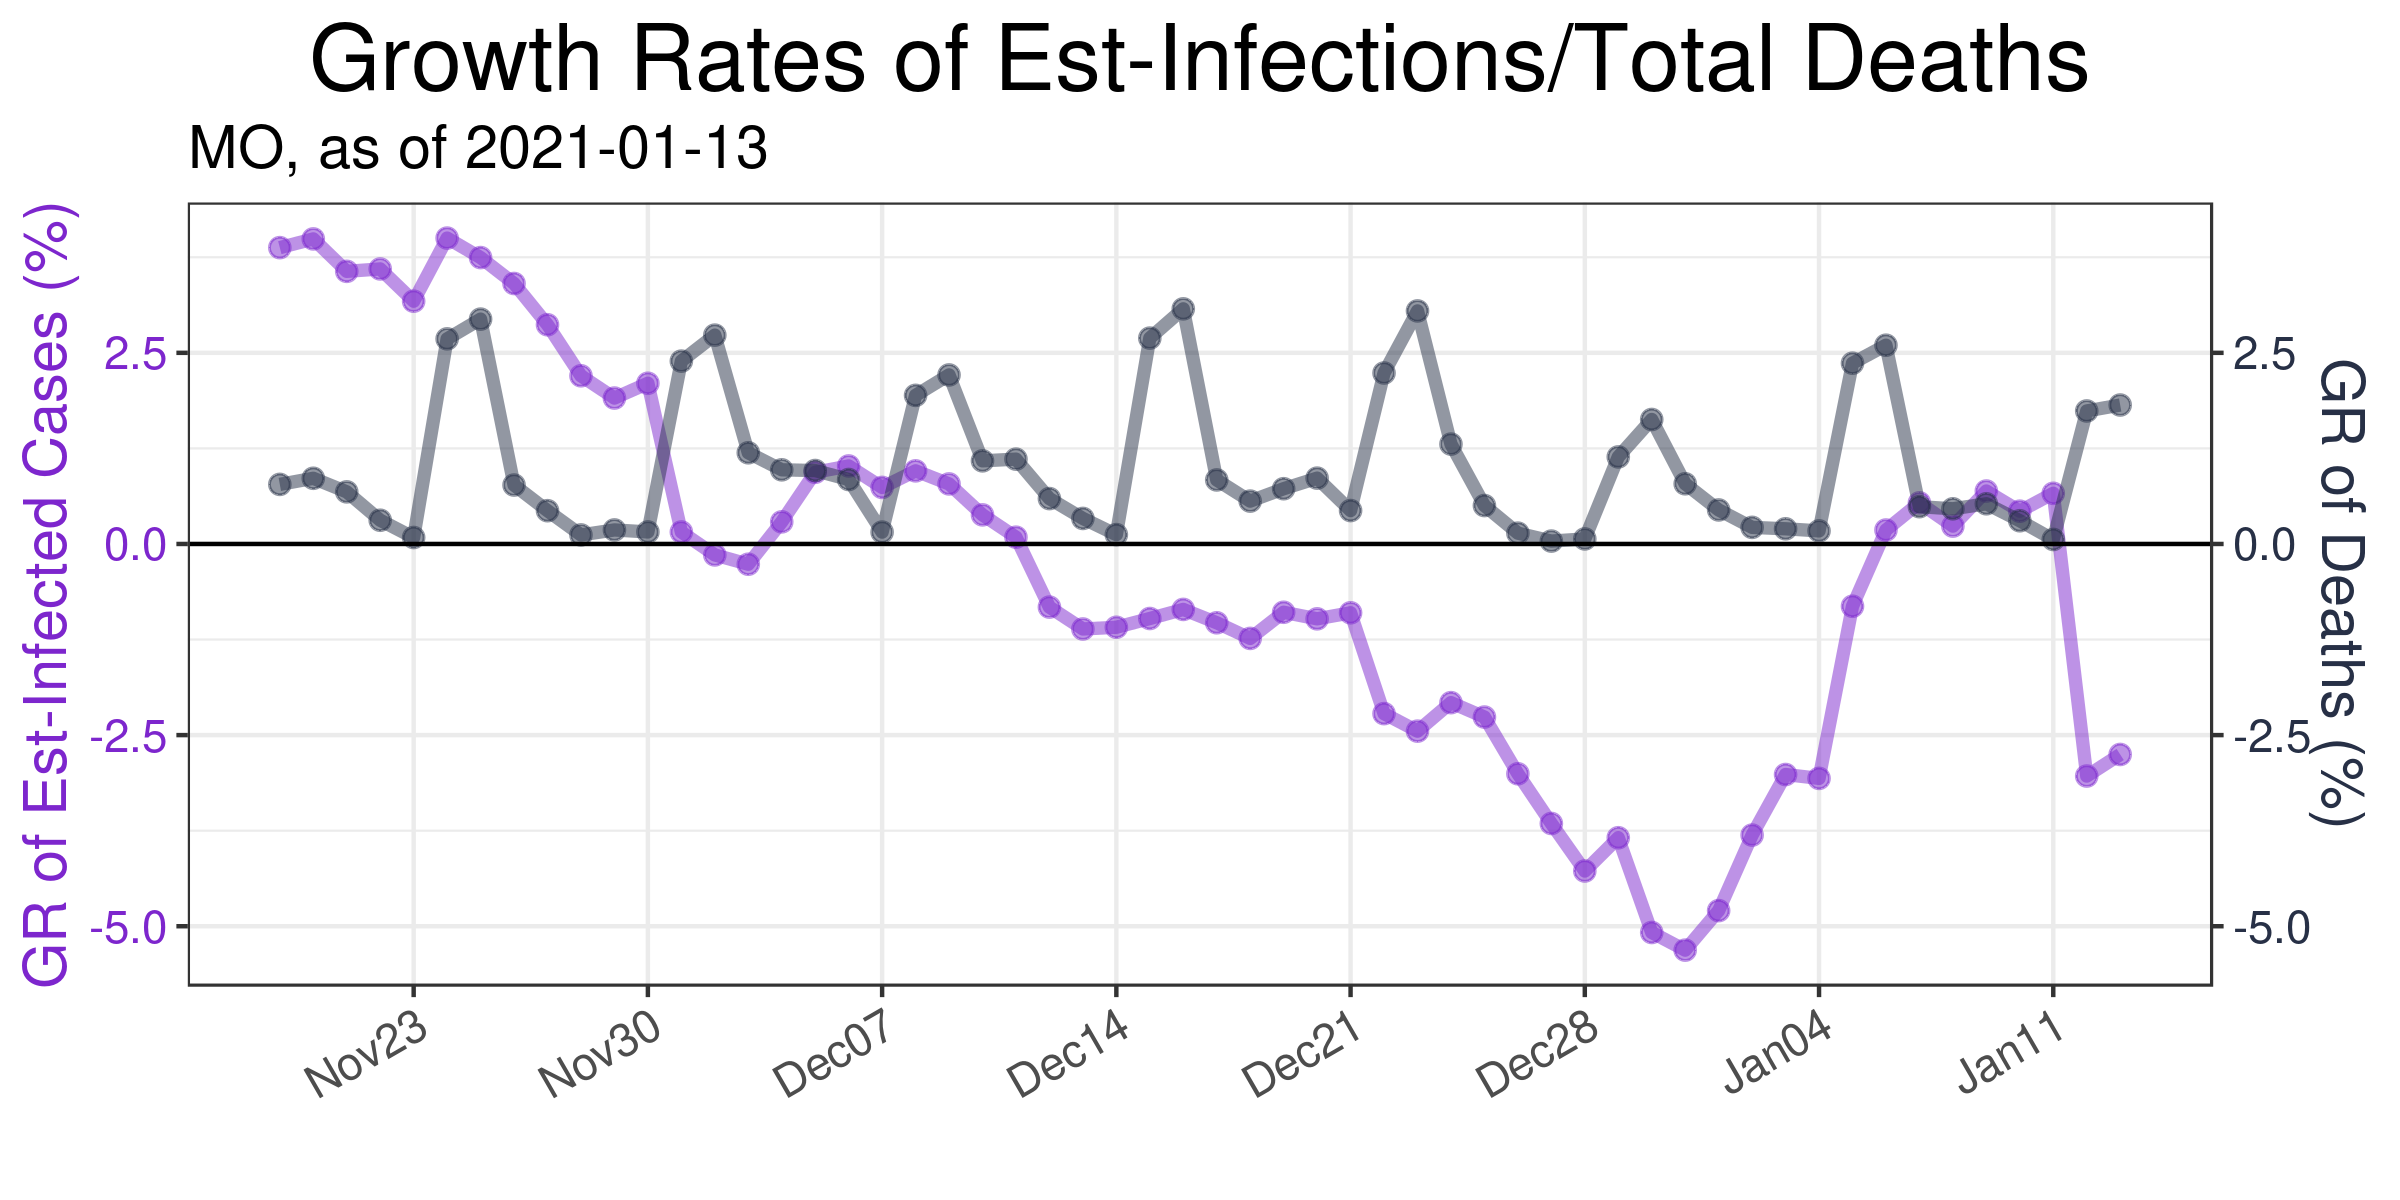 Growth Rates of Est-Infections/Total Deaths
MO, as of 2021-01-13
GR of Est-Infected Cases (%)
2.5
0.0
-2.5
-5.0
2.5
0.0
-2.5
-5.0
GR of Deaths (%)
Nov23
Nov30
Dec07
Dec14
Dec21
Dec28
Jan04
Jan11